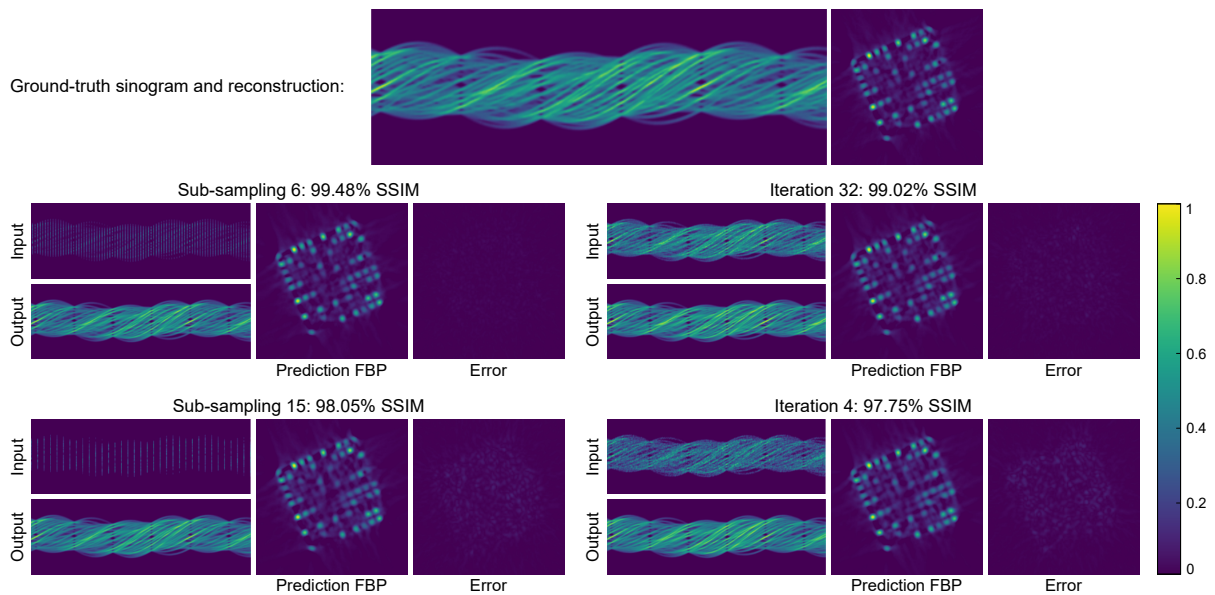 Ground-truth sinogram and reconstruction:
Sub-sampling 6: 99.48% SSIM
Input
Output
Prediction FBP
Error
Iteration 32: 99.02% SSIM
Input
Output
Prediction FBP
Error
Sub-sampling 15: 98.05% SSIM
Input
Output
Prediction FBP
Error
Iteration 4: 97.75% SSIM
Input
Output
Prediction FBP
Error
1
0.8
0.6
0.4
0.2
0